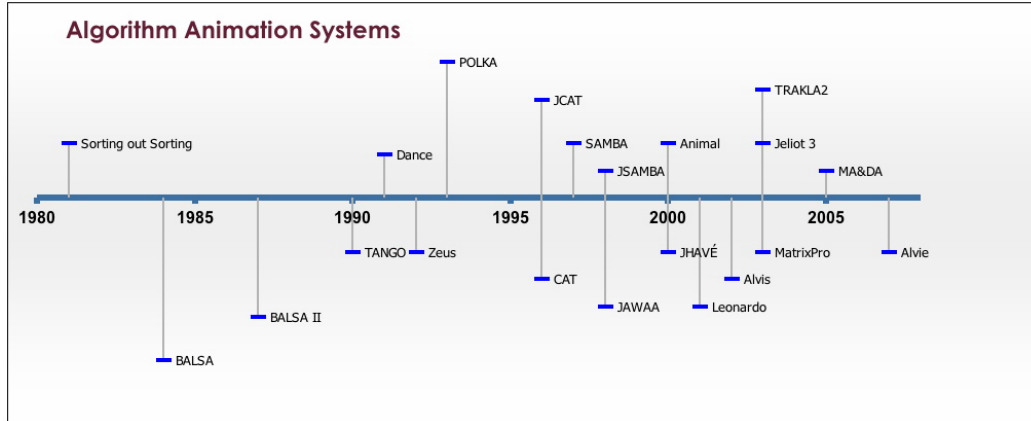 Algorithm Animation Systems
POLKA
TRAKLA2
JCAT
Sorting out Sorting
SAMBA
Animal
Jeliot 3
Dance
JSAMBA
MA&DA
1980 1985 1990 1995 2000 2005
TANGO
Zeus
JHAVÉ
MatrixPro
Alvie
CAT
Alvis
JAWAA
Leonardo
BALSA II
BALSA